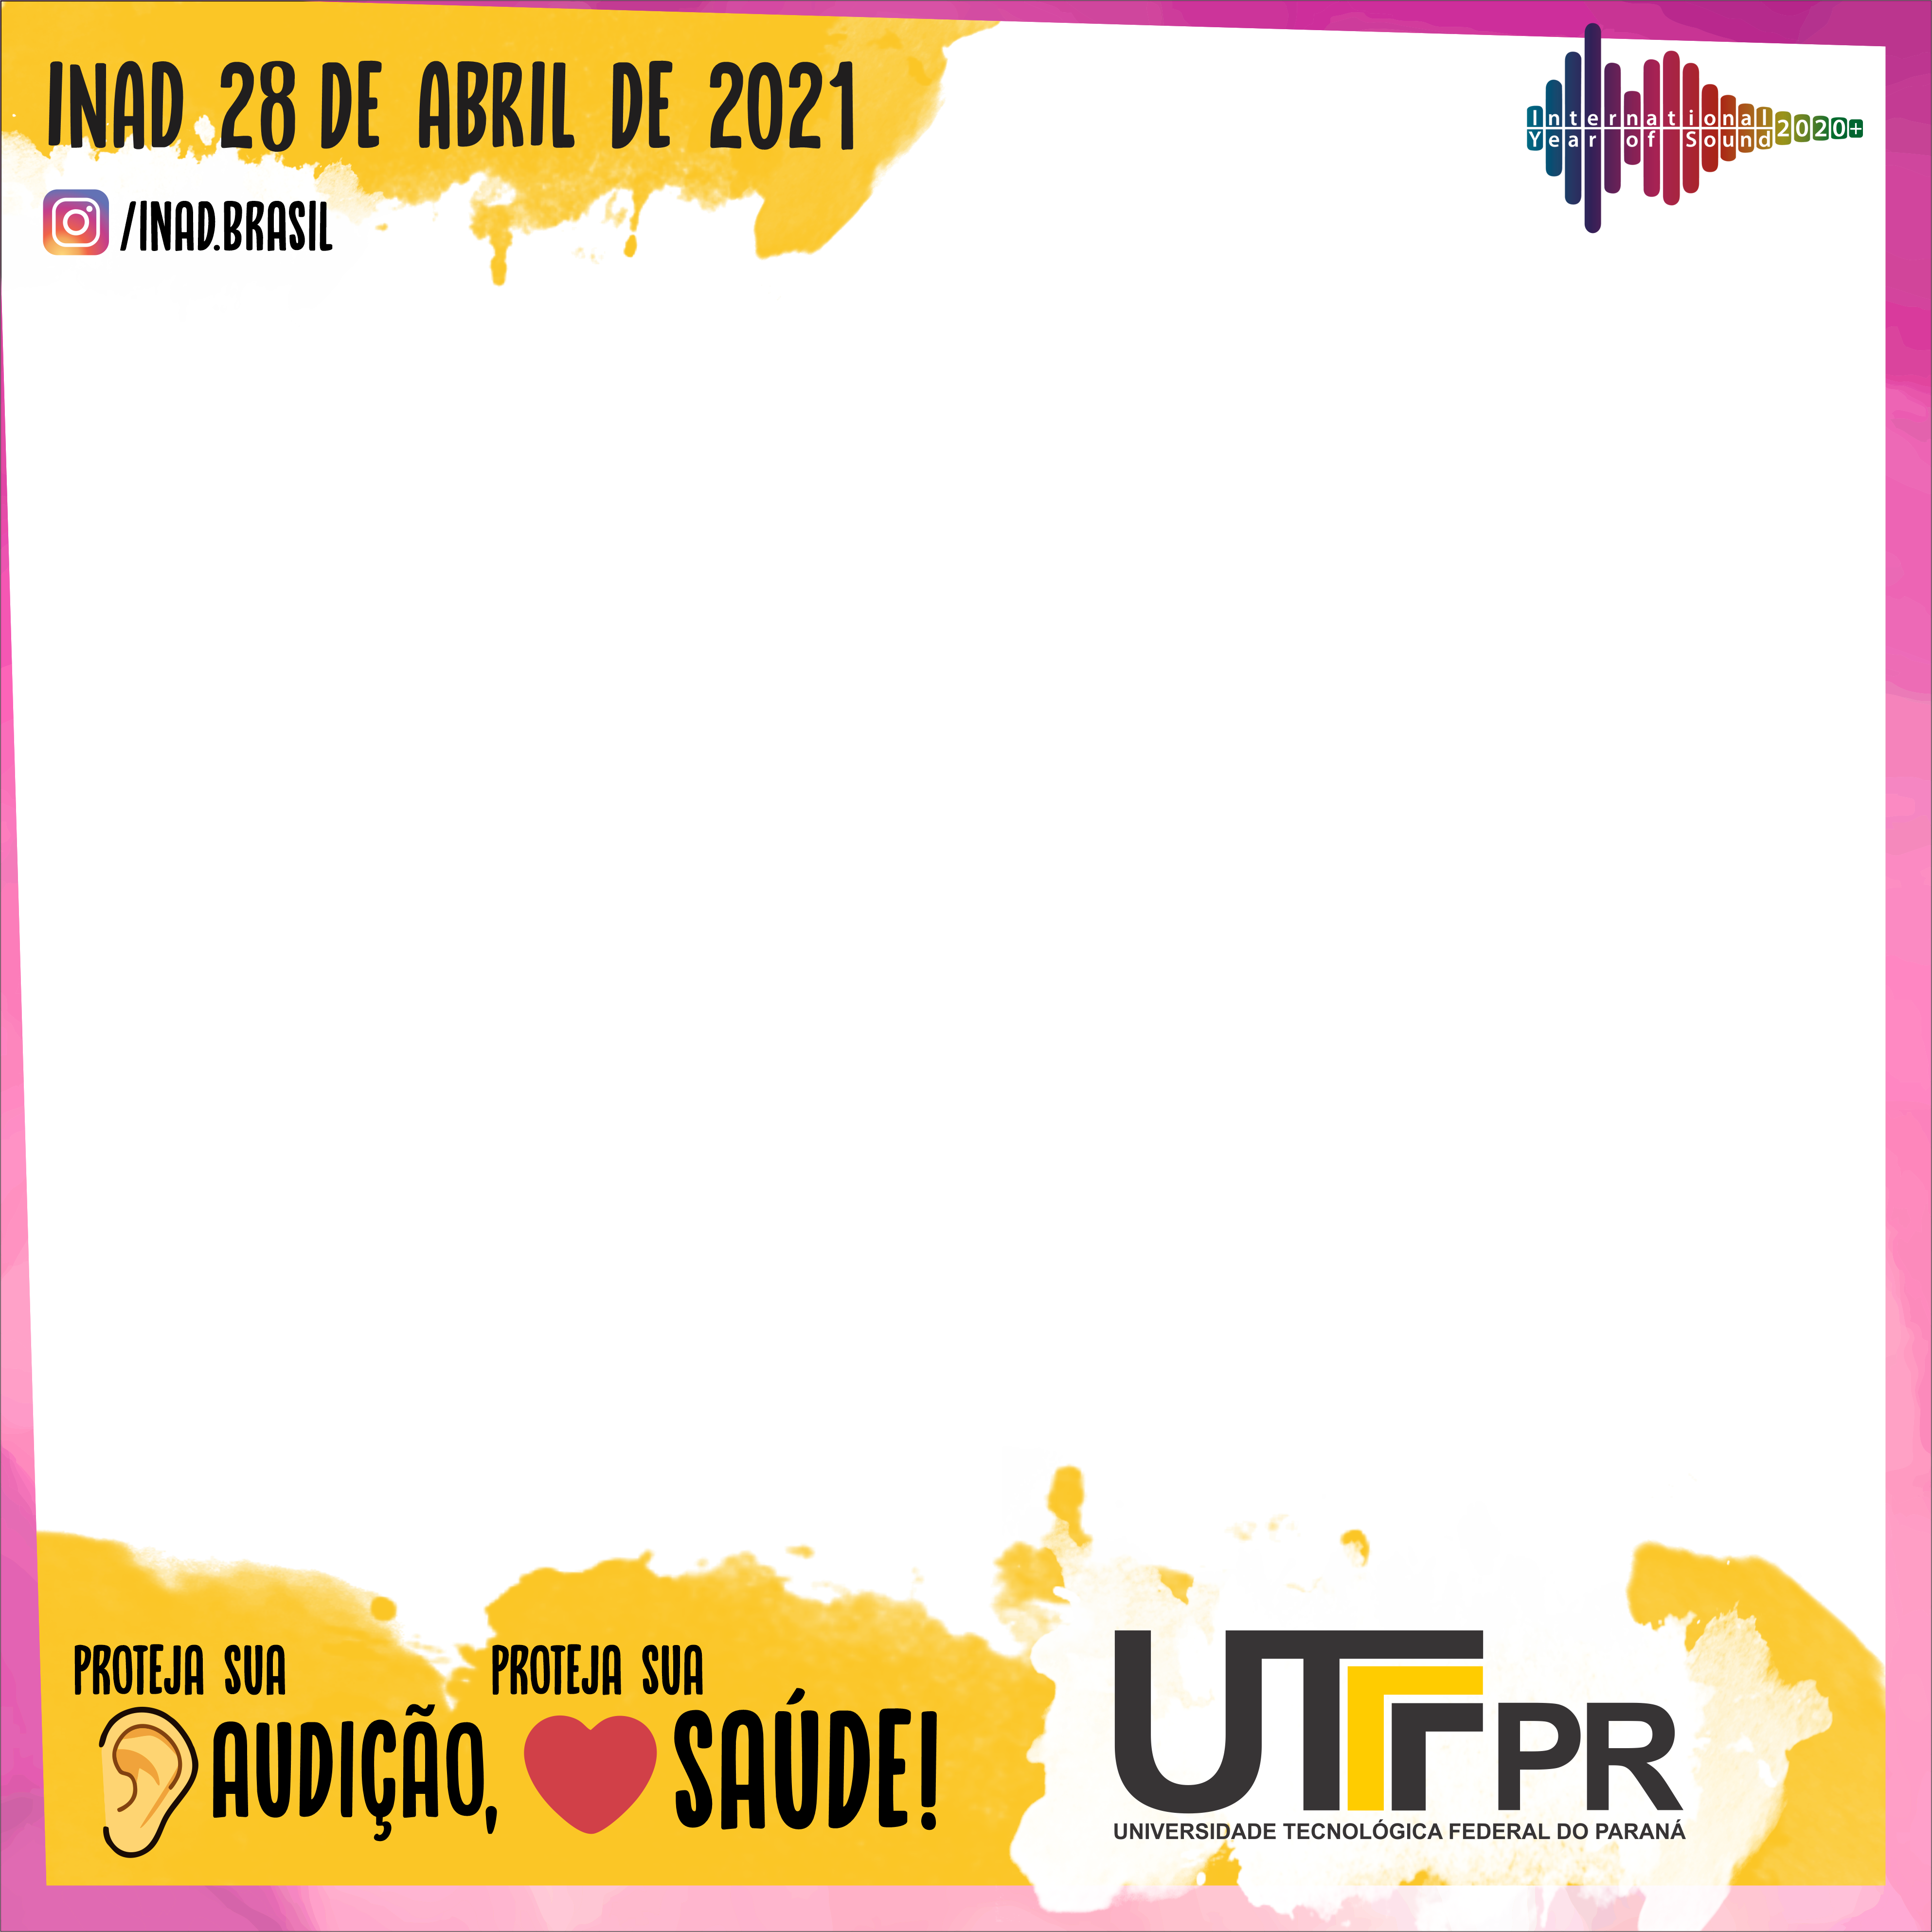 INAD 28 DE ABRIL DE 2021
/INAD.BRASIL
International
Year of Sound 2020+
PROTEJA SUA
AUDIÇÃO,
PROTEJA SUA
SAÚDE!
UTFPR
UNIVERSIDADE TECNOLÓGICA FEDERAL DO PARANÁ